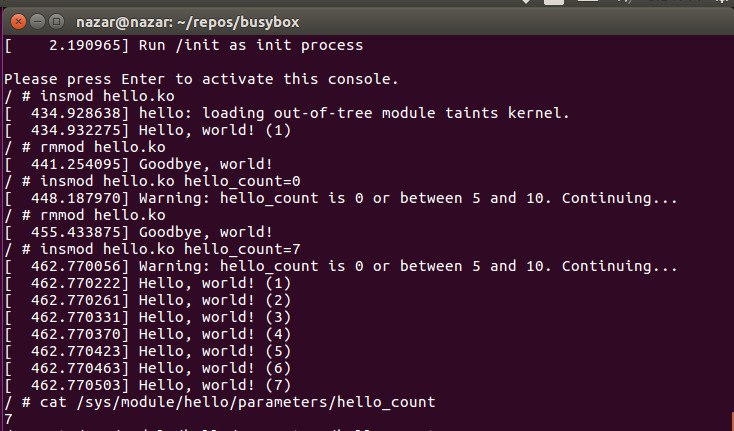 nazar@nazar: ~/repos/busybox
[    2.190965] Run /init as init process
Please press Enter to activate this console.
/ # insmod hello.ko
[  434.928638] hello: loading out-of-tree module taints kernel.
[  434.932275] Hello, world! (1)
/ # rmmod hello.ko
[  441.254095] Goodbye, world!
/ # insmod hello.ko hello_count=0
[  448.187970] Warning: hello_count is 0 or between 5 and 10. Continuing...
/ # rmmod hello.ko
[  455.433875] Goodbye, world!
/ # insmod hello.ko hello_count=7
[  462.770056] Warning: hello_count is 0 or between 5 and 10. Continuing...
[  462.770222] Hello, world! (1)
[  462.770261] Hello, world! (2)
[  462.770331] Hello, world! (3)
[  462.770370] Hello, world! (4)
[  462.770423] Hello, world! (5)
[  462.770463] Hello, world! (6)
[  462.770503] Hello, world! (7)
/ # cat /sys/module/hello/parameters/hello_count
7